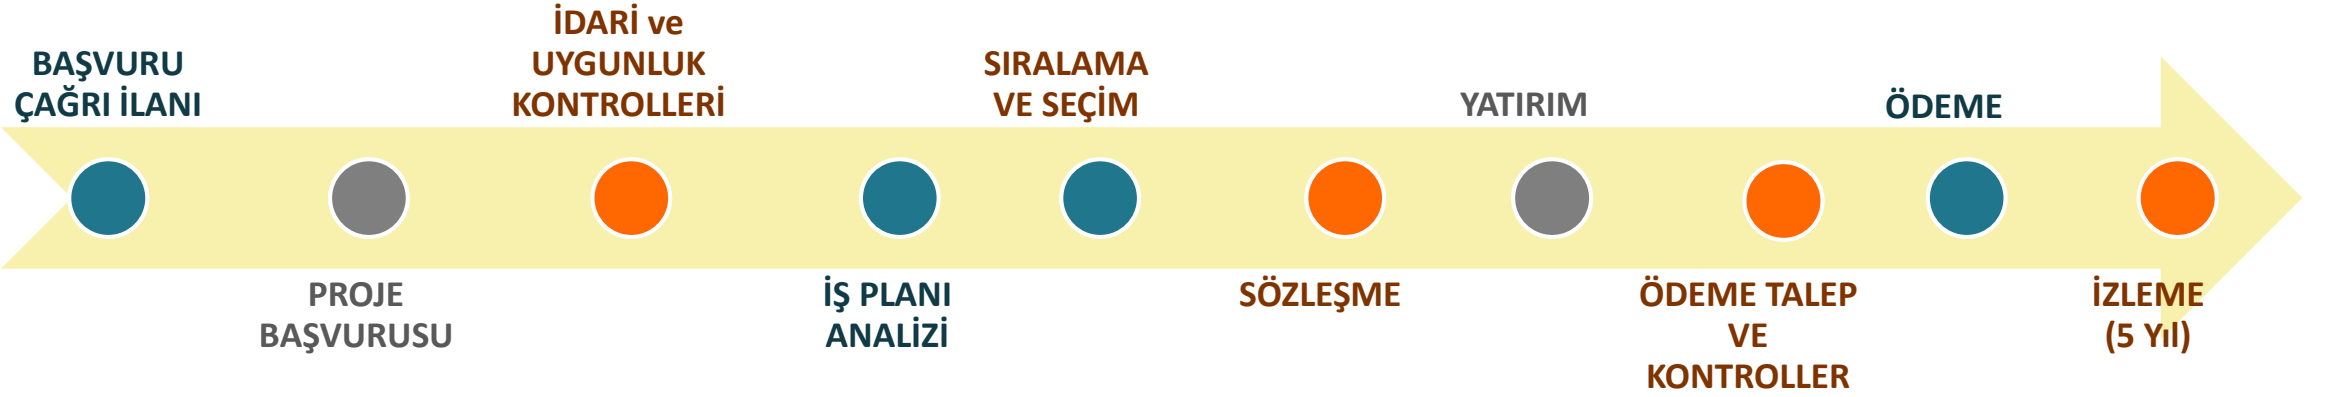 BAŞVURU
ÇAĞRI İLANI
PROJE
BAŞVURUSU
İDARİ ve
UYGUNLUK
KONTROLLERİ
İŞ PLANI
ANALİZİ
SIRALAMA
VE SEÇİM
SÖZLEŞME
YATIRIM
ÖDEME TALEP
VE
KONTROLLER
ÖDEME
İZLEME
(5 Yıl)